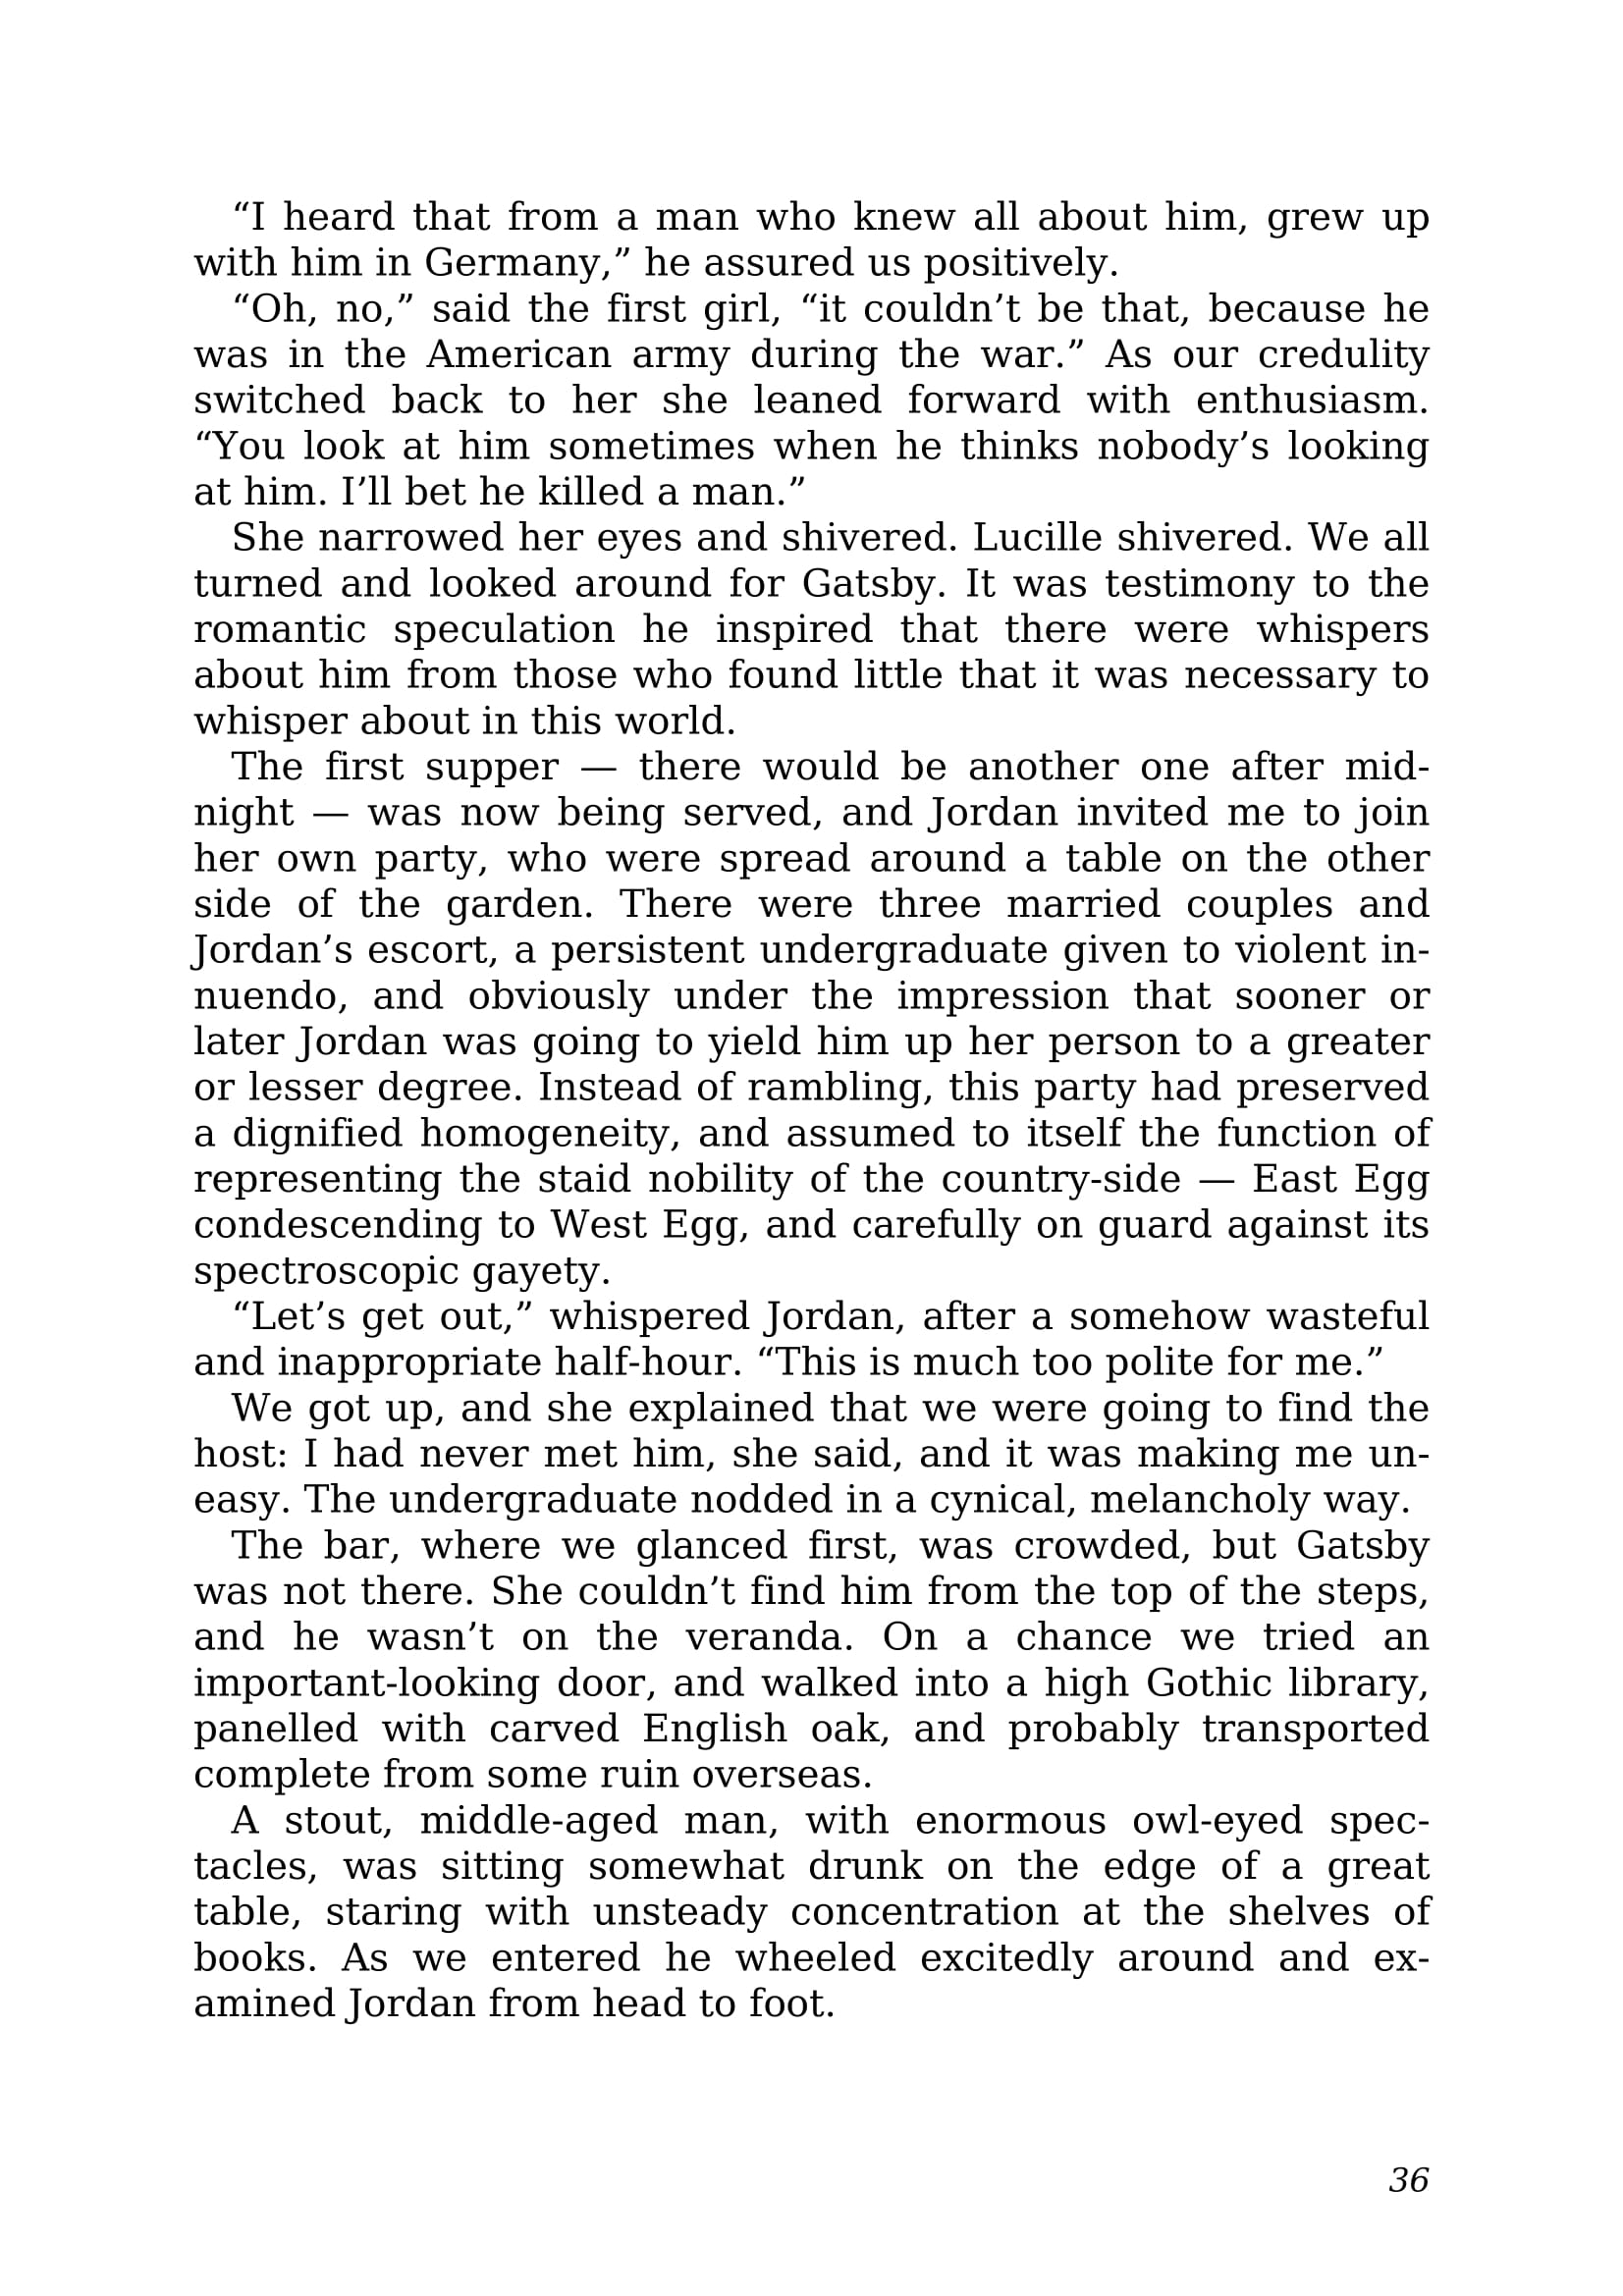 “I heard that from a man who knew all about him, grew up
with him in Germany,” he assured us positively.
“Oh, no,” said the first girl, “it couldn’t be that, because he
was in the American army during the war.” As our credulity
switched back to her she leaned forward with enthusiasm.
“You look at him sometimes when he thinks nobody’s looking
at him. I’ll bet he killed a man.”
She narrowed her eyes and shivered. Lucille shivered. We all
turned and looked around for Gatsby. It was testimony to the
romantic speculation he inspired that there were whispers
about him from those who found little that it was necessary to
whisper about in this world.
The first supper — there would be another one after mid-
night — was now being served, and Jordan invited me to join
her own party, who were spread around a table on the other
side of the garden. There were three married couples and
Jordan’s escort, a persistent undergraduate given to violent in-
nuendo, and obviously under the impression that sooner or
later Jordan was going to yield him up her person to a greater
or lesser degree. Instead of rambling, this party had preserved
a dignified homogeneity, and assumed to itself the function of
representing the staid nobility of the country-side — East Egg
condescending to West Egg, and carefully on guard against its
spectroscopic gayety.
“Let’s get out,” whispered Jordan, after a somehow wasteful
and inappropriate half-hour. “This is much too polite for me.”
We got up, and she explained that we were going to find the
host: I had never met him, she said, and it was making me un-
easy. The undergraduate nodded in a cynical, melancholy way.
The bar, where we glanced first, was crowded, but Gatsby
was not there. She couldn’t find him from the top of the steps,
and he wasn’t on the veranda. On a chance we tried an
important-looking door, and walked into a high Gothic library,
panelled with carved English oak, and probably transported
complete from some ruin overseas.
A stout, middle-aged man, with enormous owl-eyed spec-
tacles, was sitting somewhat drunk on the edge of a great
table, staring with unsteady concentration at the shelves of
books. As we entered he wheeled excitedly around and ex-
amined Jordan from head to foot.
36